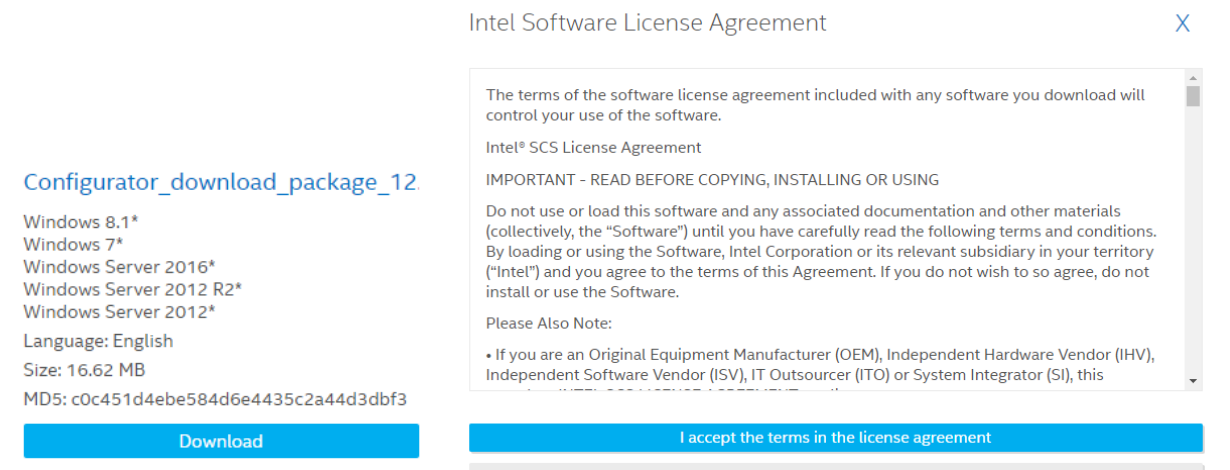 Intel Software License Agreement
X
The terms of the software license agreement included with any software you download will
control your use of the software.
Intel® SCS License Agreement
IMPORTANT - READ BEFORE COPYING, INSTALLING OR USING
Do not use or load this software and any associated documentation and other materials
(collectively, the “Software”) until you have carefully read the following terms and conditions.
By loading or using the Software, Intel Corporation or its relevant subsidiary in your territory
(“Intel”) and you agree to the terms of this Agreement. If you do not wish to so agree, do not
install or use the Software.
Please Also Note:
• If you are an Original Equipment Manufacturer (OEM), Independent Hardware Vendor (IHV),
Independent Software Vendor (ISV), IT Outsourcer (ITO) or System Integrator (SI), this
I accept the terms in the license agreement
Configurator_download_package_12.
Windows 8.1*
Windows 7*
Windows Server 2016*
Windows Server 2012 R2*
Windows Server 2012*
Language: English
Size: 16.62 MB
MD5: c0c451d4ebe584d6e4435c2a44d3dbf3
Download